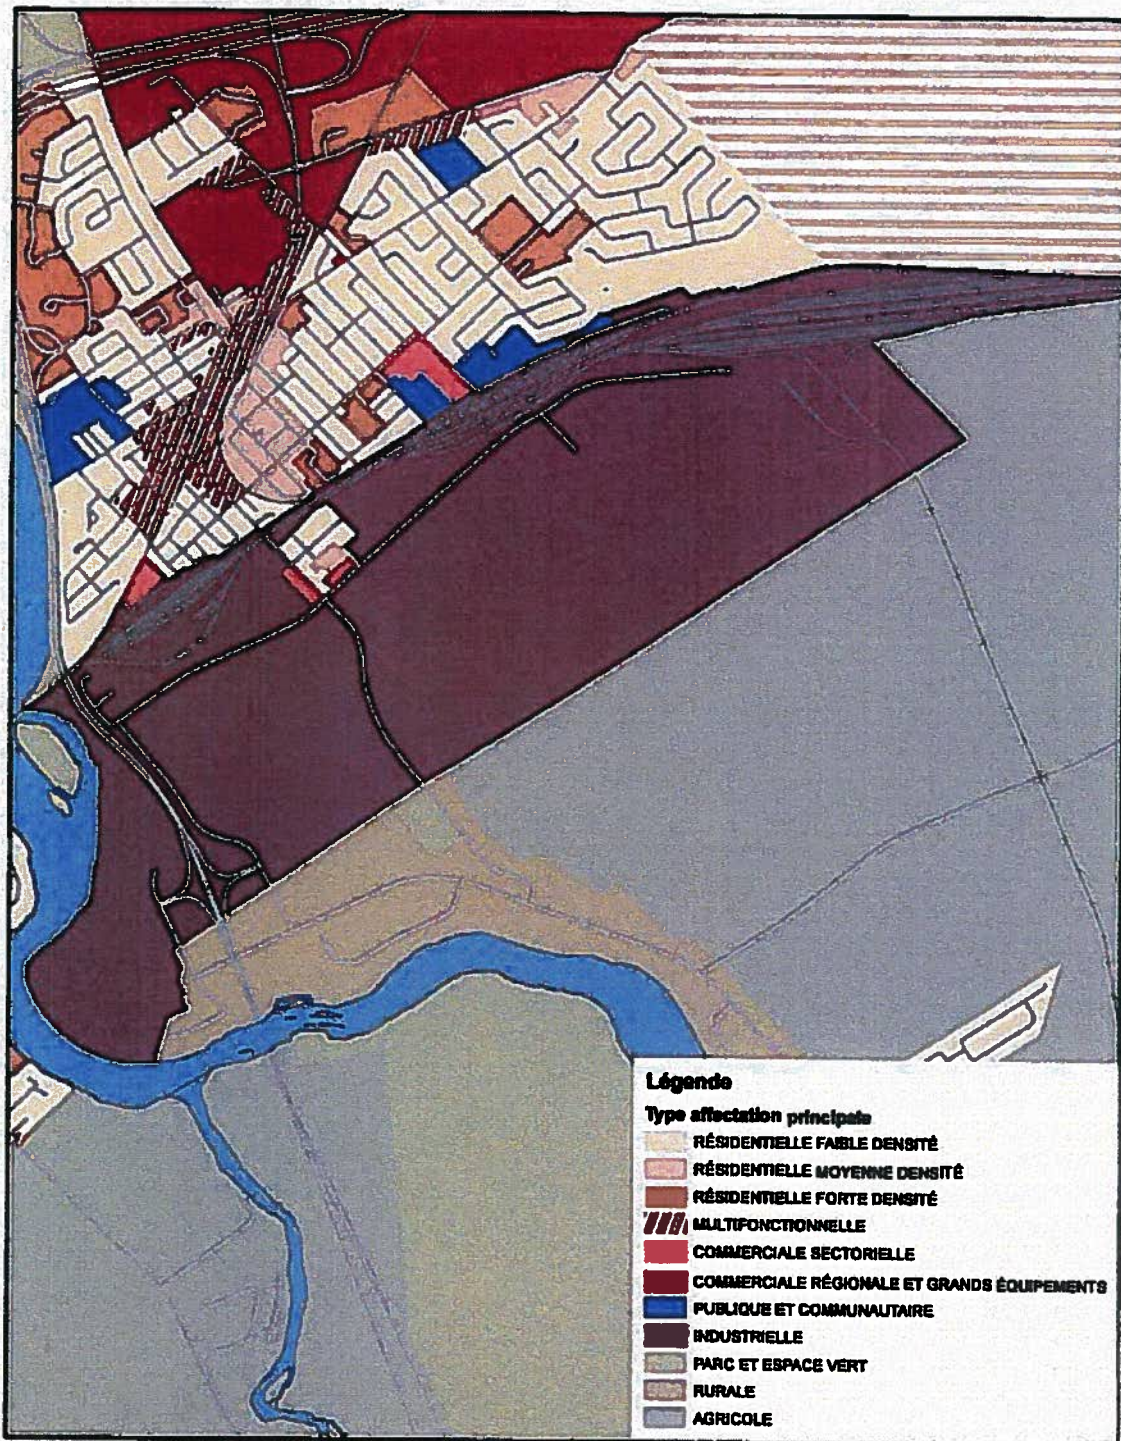 Légende
Type affectation principale
RÉSIDENTIELLE FAIBLE DENSITÉ
RÉSIDENTIELLE MOYENNE DENSITÉ
RÉSIDENTIELLE FORTE DENSITÉ
MULTIFONCTIONNELLE
COMMERCIALE SECTORIELLE
COMMERCIALE RÉGIONALE ET GRANDS ÉQUIPEMENTS
PUBLIQUE ET COMMUNAUTAIRE
INDUSTRIELLE
PARC ET ESPACE VERT
RURALE
AGRICOLE